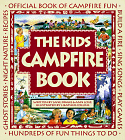 OFFICIAL BOOK OF CAMPFIRE FUN
BUILD A FIRE • SING SONGS • PLAY GAMES
GHOST STORIES • NIGHT NATURE • RECIPES
THE KIDS
CAMPFIRE
BOOK
HUNDREDS OF FUN THINGS TO DO